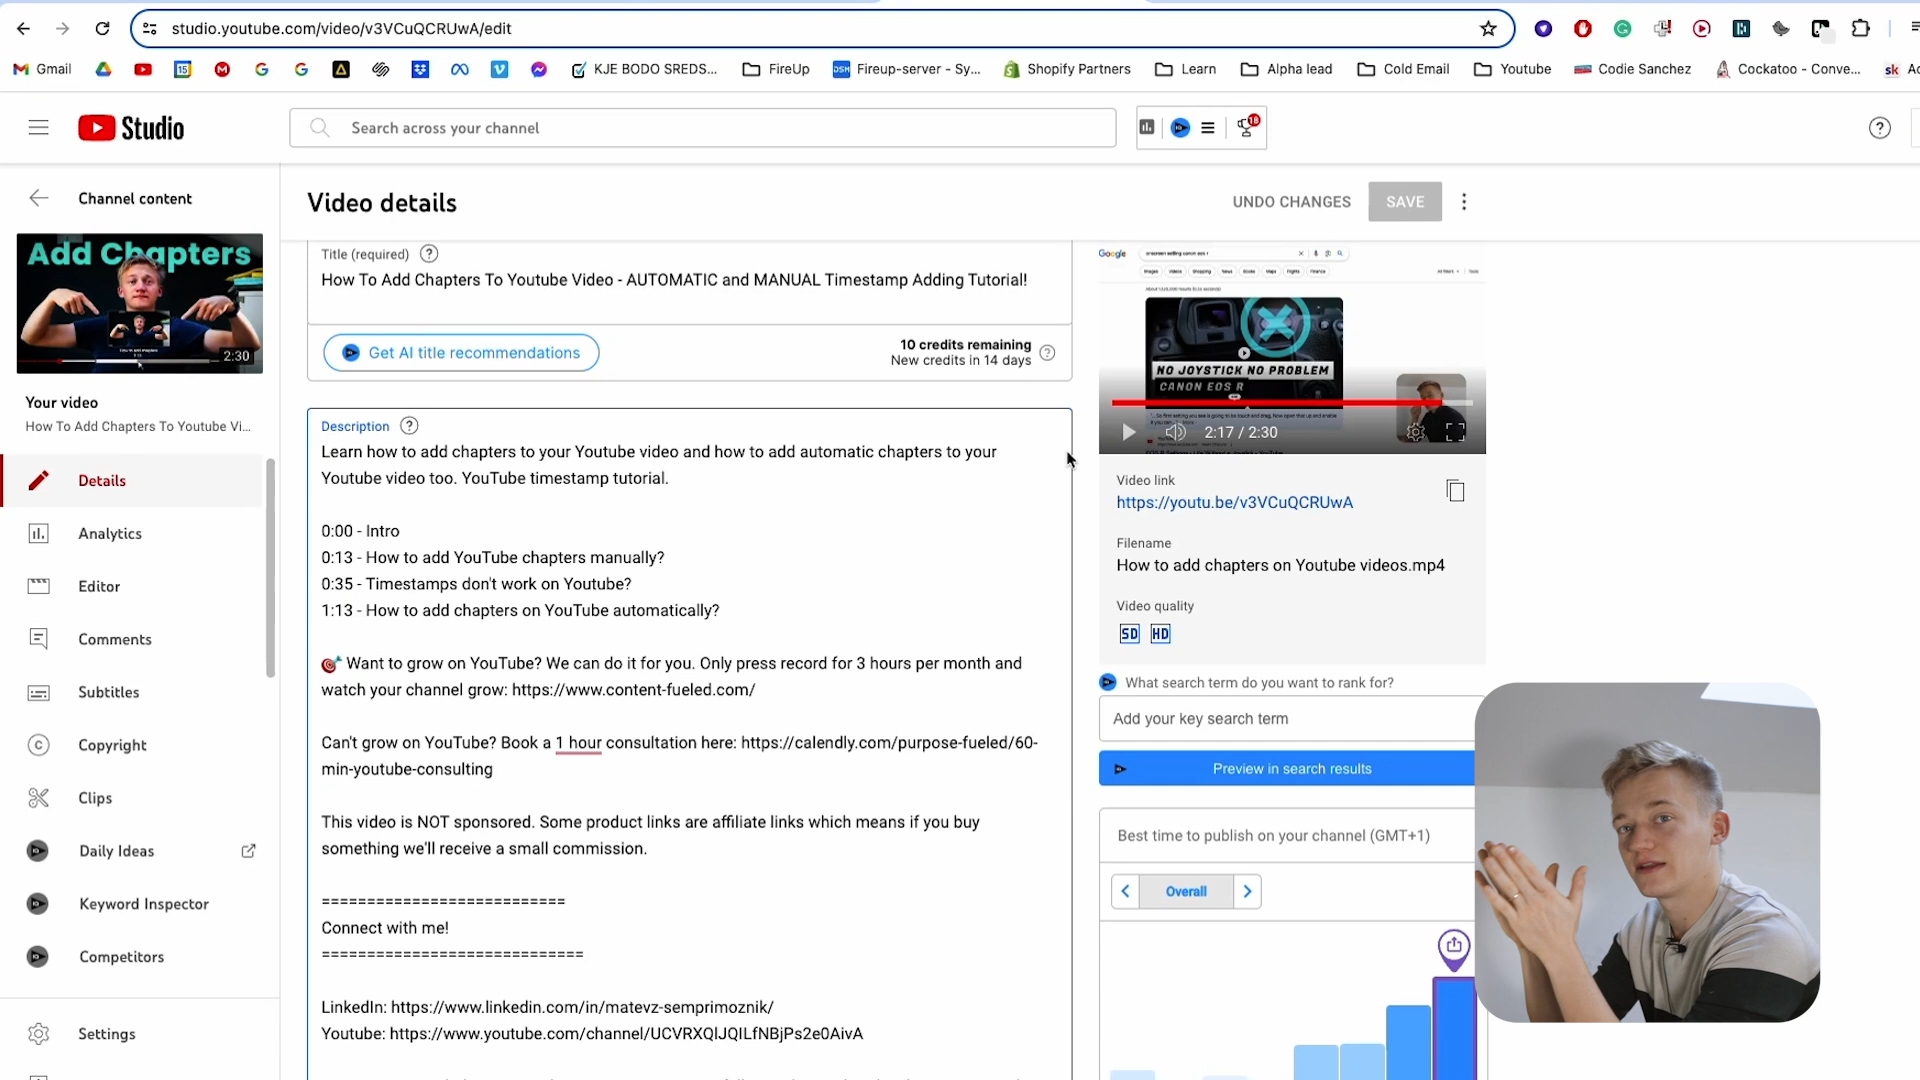 studio.youtube.com/video/v3VCuQCRUwA/edit
Gmail
KJE BODO SREDS...
FireUp
Fireup-server - Sy...
Shopify Partners
Learn
Alpha lead
Cold Email
Youtube
Codie Sanchez
Cockatoo - Conve...
Studio
Search across your channel
18
Channel content
Video details
UNDO CHANGES
SAVE
Add Chapters
2:30
Your video
How To Add Chapters To Youtube Vi...
Details
Analytics
Editor
Comments
Subtitles
Copyright
Clips
Daily Ideas
Keyword Inspector
Competitors
Settings
Title (required)
How To Add Chapters To Youtube Video - AUTOMATIC and MANUAL Timestamp Adding Tutorial!
Get AI title recommendations
10 credits remaining
New credits in 14 days
Description
Learn how to add chapters to your Youtube video and how to add automatic chapters to your
Youtube video too. YouTube timestamp tutorial.
0:00 - Intro
0:13 - How to add YouTube chapters manually?
0:35 - Timestamps don't work on Youtube?
1:13 - How to add chapters on YouTube automatically?
🎯 Want to grow on YouTube? We can do it for you. Only press record for 3 hours per month and
watch your channel grow: https://www.content-fueled.com/
Can't grow on YouTube? Book a 1 hour consultation here: https://calendly.com/purpose-fueled/60-
min-youtube-consulting
This video is NOT sponsored. Some product links are affiliate links which means if you buy
something we'll receive a small commission.
===========================
Connect with me!
=============================
LinkedIn: https://www.linkedin.com/in/matevz-semprimoznik/
Youtube: https://www.youtube.com/channel/UCVRXQlJQILfNBjPs2e0AivA
Google
NO JOYSTICK NO PROBLEM
CANON EOS R
2:17 / 2:30
Video link
https://youtu.be/v3VCuQCRUwA
Filename
How to add chapters on Youtube videos.mp4
Video quality
SD HD
What search term do you want to rank for?
Add your key search term
Preview in search results
Best time to publish on your channel (GMT+1)
Overall